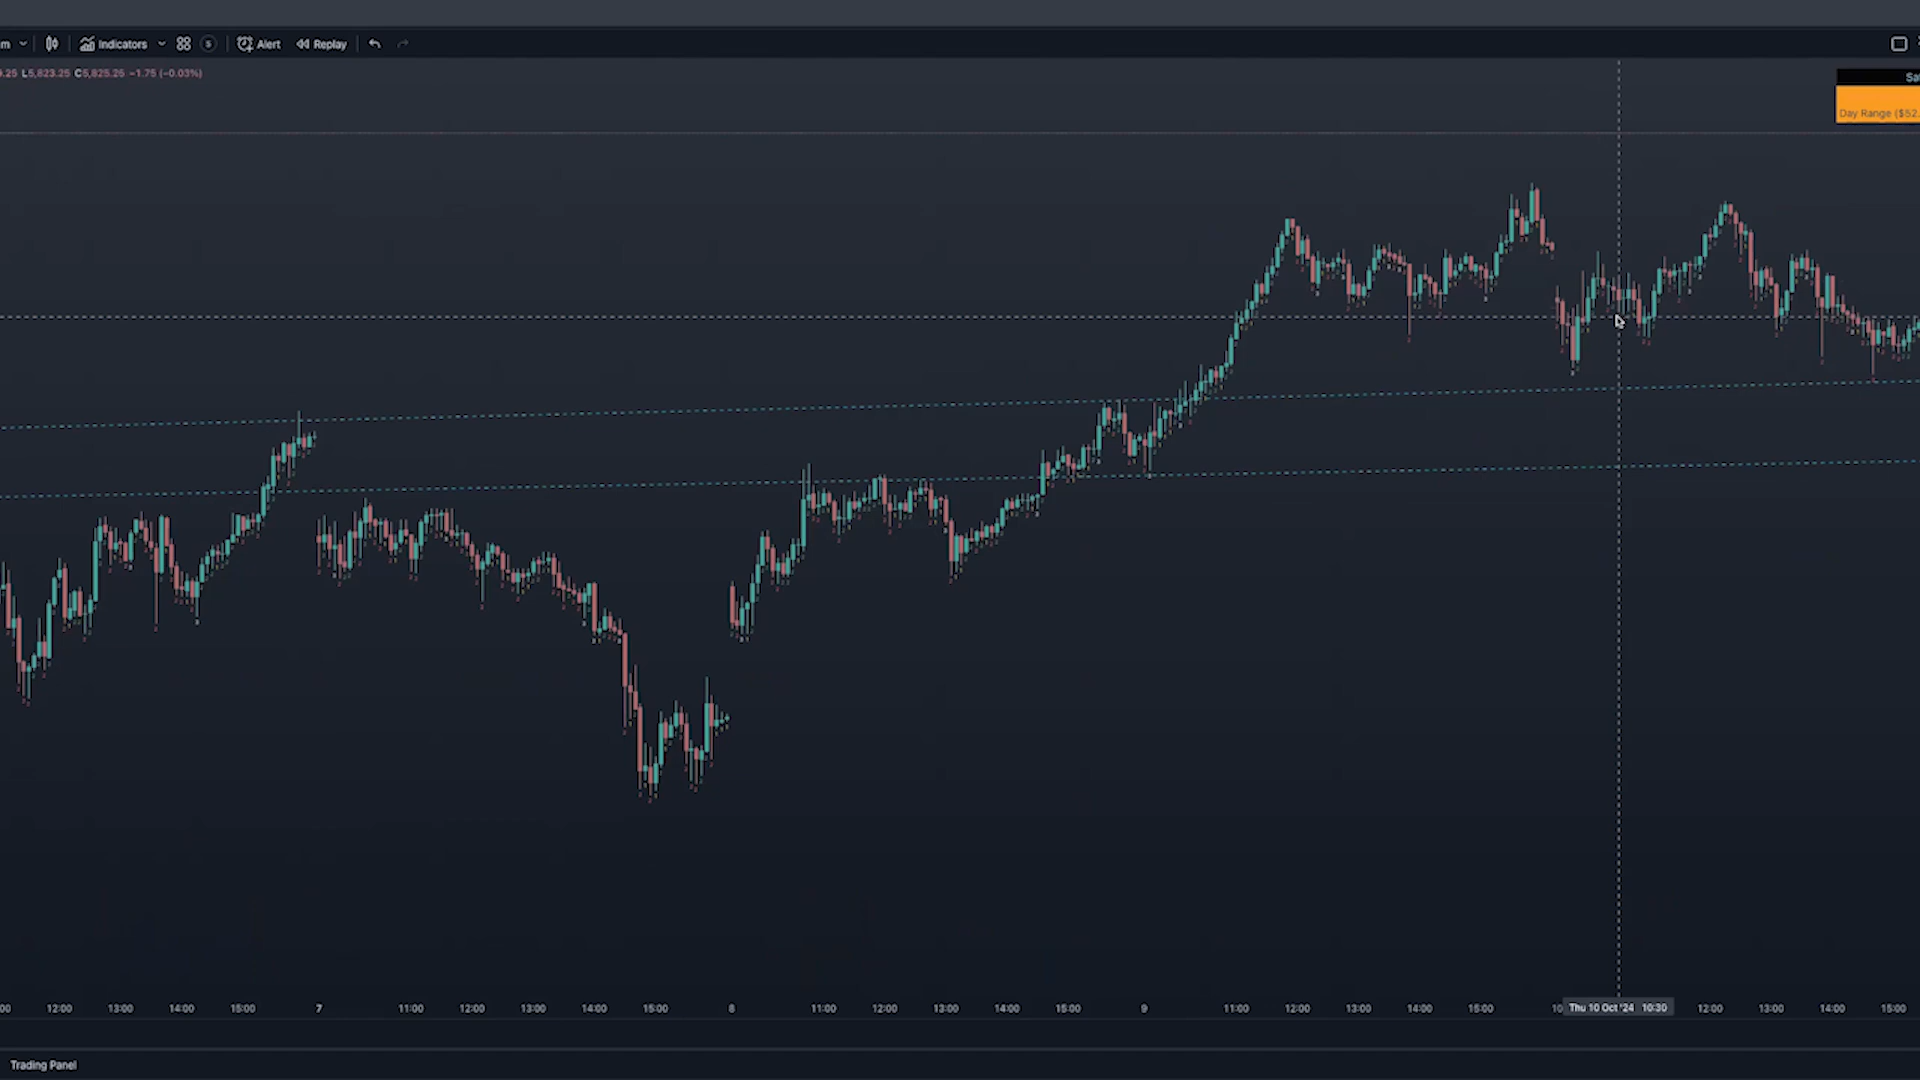 m Indicators Alert Replay
.25 L5,823.25 C5,825.25 −1.75 (−0.03%)
Day Range ($52.
12:00 13:00 14:00 15:00 7 11:00 12:00 13:00 14:00 15:00 8 11:00 12:00 13:00 14:00 15:00 9 11:00 12:00 13:00 14:00 15:00 10 Thu 10 Oct '24 10:30 12:00 13:00 14:00 15:00
Trading Panel